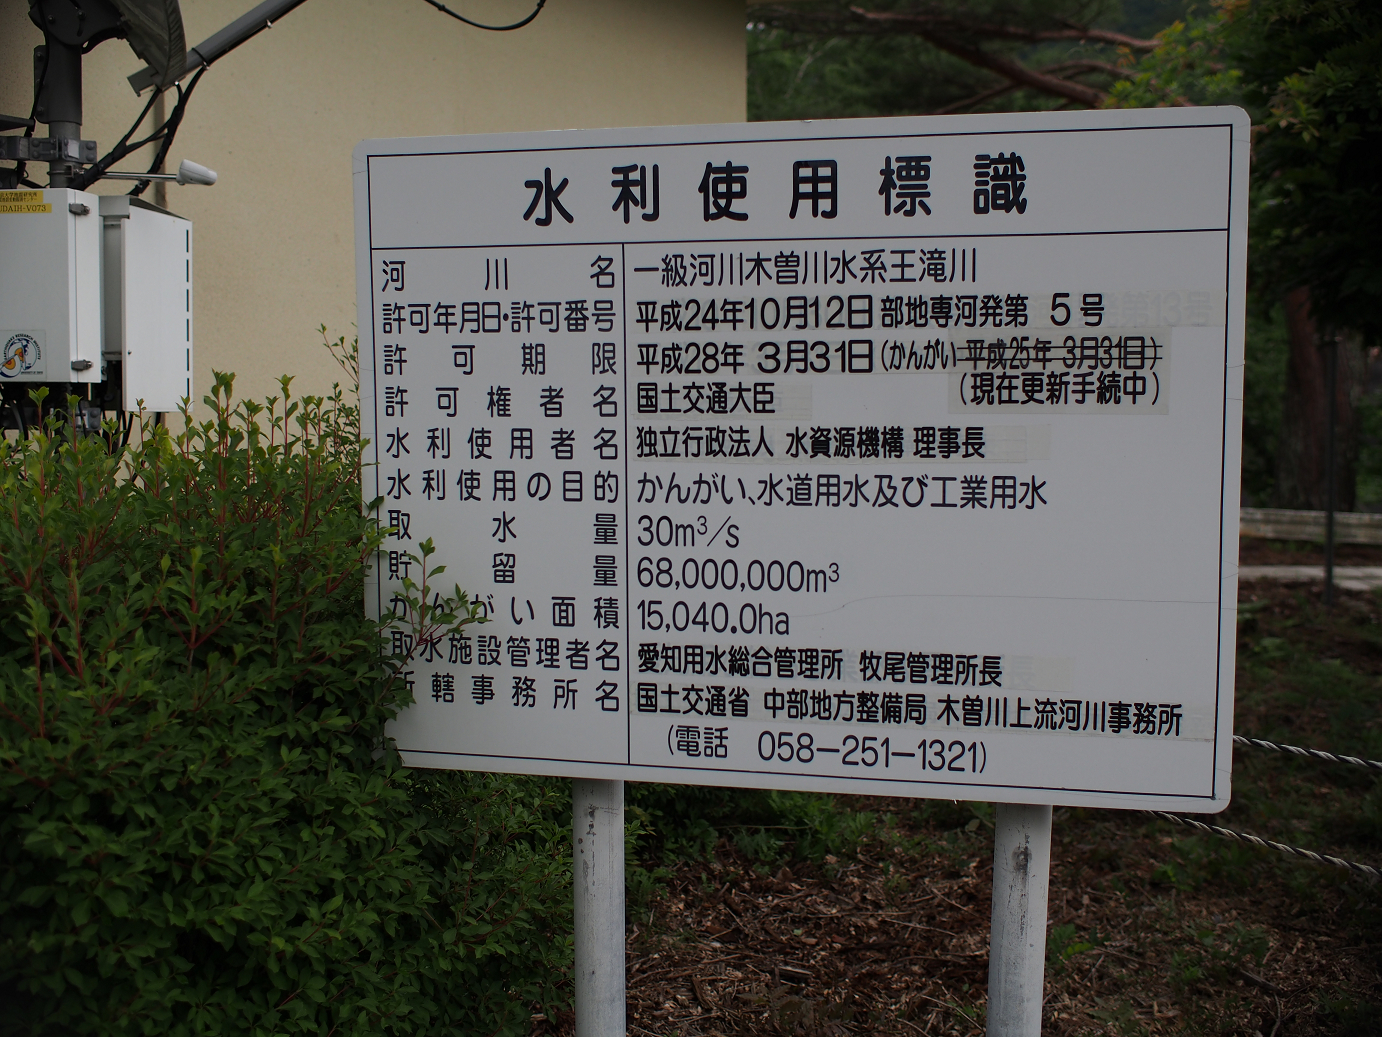 水利使用標識
河川名 一級河川木曽川水系王滝川
許可年月日・許可番号 平成24年10月12日 部地専河発第 5号
許可期限 平成28年 3月31日(かんがい 平成25年 3月31日)
(現在更新手続中)
許可権者名 国土交通大臣
水利使用者名 独立行政法人 水資源機構 理事長
水利使用の目的 かんがい、水道用水及び工業用水
取水量 30m³/s
貯留量 68,000,000m³
かんがい面積 15,040.0ha
取水施設管理者名 愛知用水総合管理所 牧尾管理所長
所轄事務所名 国土交通省 中部地方整備局 木曽川上流河川事務所
(電話 058-251-1321)
UDAIH-V073